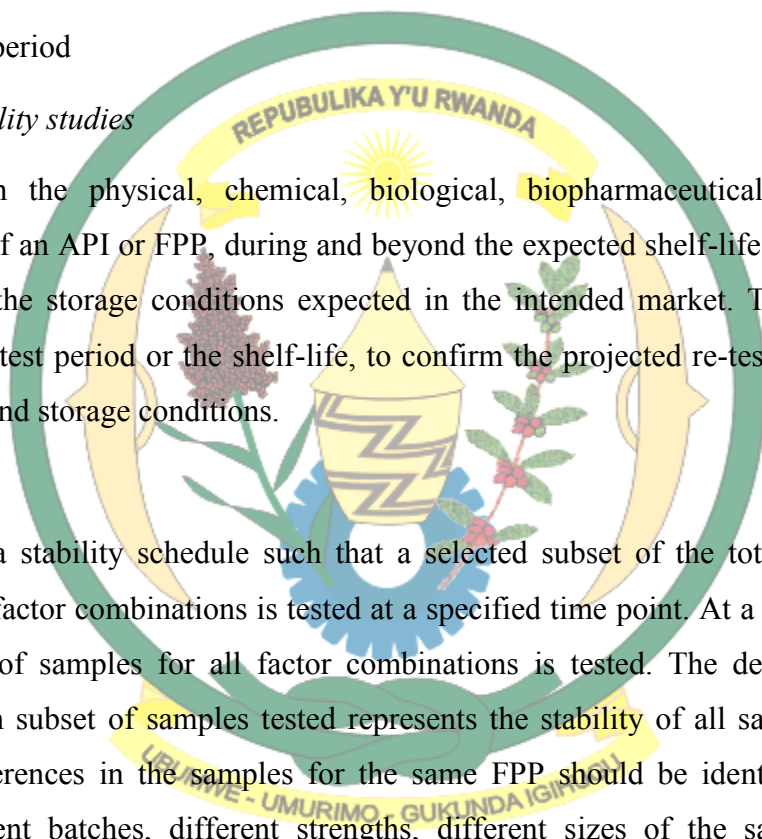 period
lity studies
REPUBULIKA Y'U RWANDA
the physical, chemical, biological, biopharmaceutical
f an API or FPP, during and beyond the expected shelf-life
the storage conditions expected in the intended market. T
test period or the shelf-life, to confirm the projected re-tes
nd storage conditions.
a stability schedule such that a selected subset of the tot
factor combinations is tested at a specified time point. At a
of samples for all factor combinations is tested. The de
subset of samples tested represents the stability of all sa
erences in the samples for the same FPP should be ident
UBUMWE - UMURIMO - GUKUNDA IGIHUGU
ent batches, different strengths, different sizes of the sa